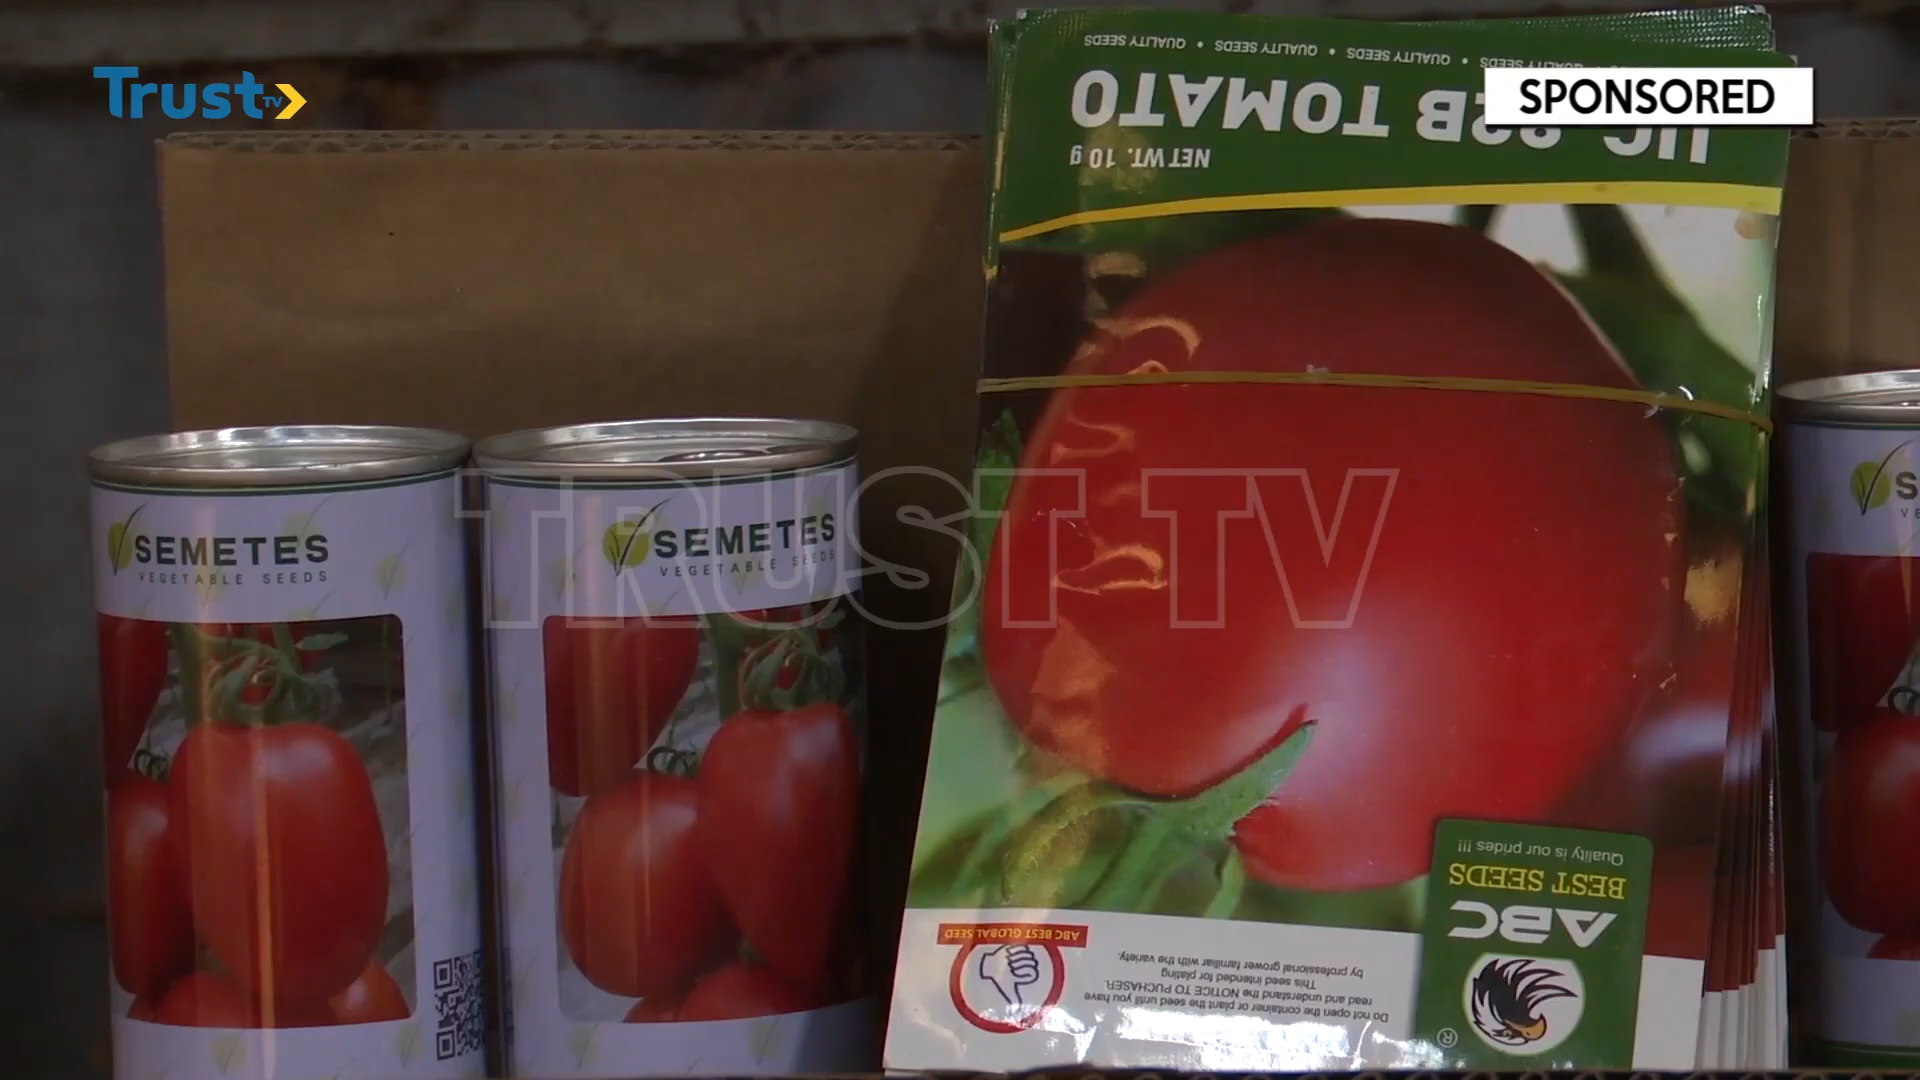 Trust TV
SPONSORED
QUALITY SEEDS • QUALITY SEEDS • QUALITY SEEDS • QUALITY SEEDS
UC 82B TOMATO
NET WT. 10 g
TRUST TV
SEMETES
VEGETABLE SEEDS
SEMETES
VEGETABLE SEEDS
Quality is our prides !!!
BEST SEEDS
ABC
®
ABC BEST GLOBAL SEED
Do not open the container or plant the seed until you have
read and understand the NOTICE TO PUCHASER.
This seed intended for plating
by professional grower familiar with the variety.